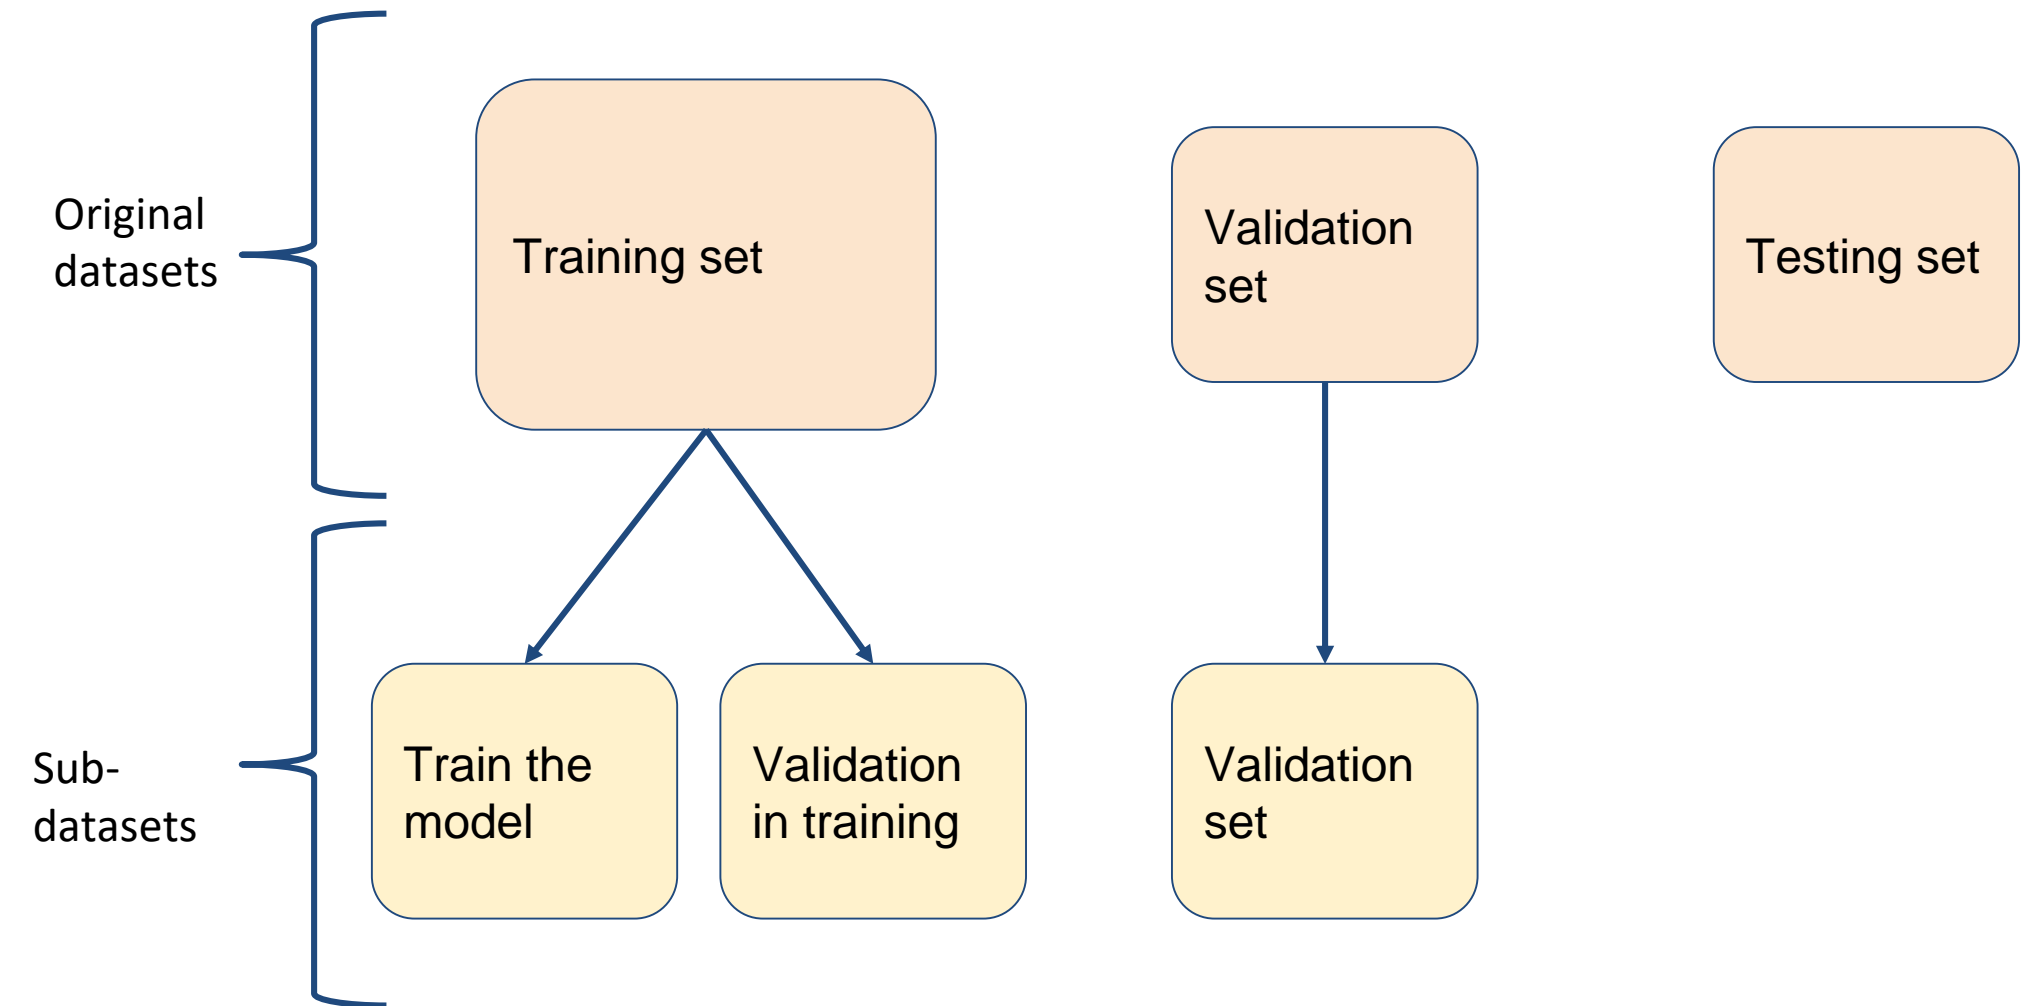 Original
datasets
Training set
Validation
set
Testing set
Sub-
datasets
Train the
model
Validation
in training
Validation
set